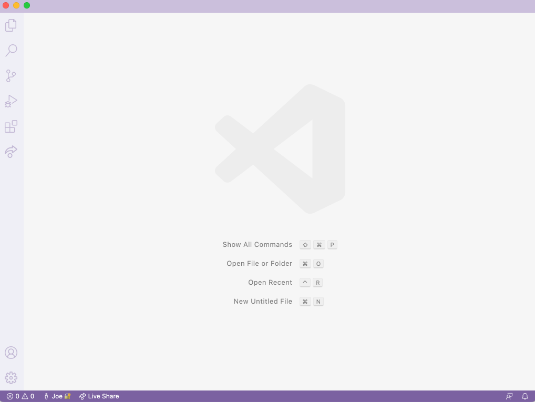 Show All Commands ⇧ ⌘ P
Open File or Folder ⌘ O
Open Recent ^ R
New Untitled File ⌘ N
0 0 Joe Live Share